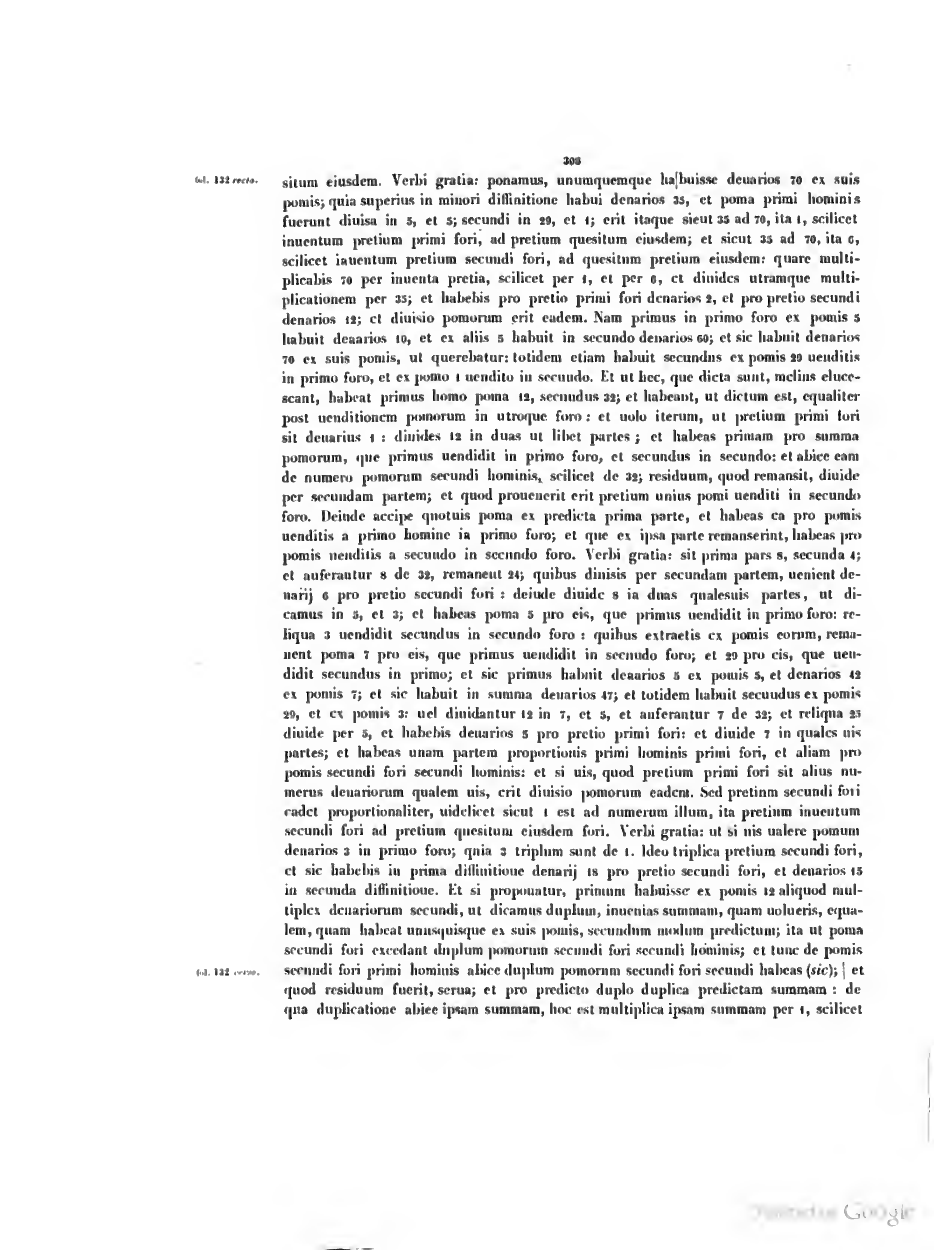 303
fol. 132 recto.
situm eiusdem. Verbi gratia: ponamus, unumquemque ha|buisse denarios 70 ex suis
pomis; quia superius in minori diffinitione habui denarios 35, et poma primi hominis
fuerunt diuisa in 5, et 5; secundi in 29, et 1; erit itaque sicut 35 ad 70, ita 1, scilicet
inuentum pretium primi fori, ad pretium quesitum eiusdem; et sicut 35 ad 70, ita 6,
scilicet inuentum pretium secundi fori, ad quesitum pretium eiusdem: quare multi-
plicabis 70 per inuenta pretia, scilicet per 1, et per 6, et diuides utramque multi-
plicationem per 35; et habebis pro pretio primi fori denarios 2, et pro pretio secundi
denarios 12; et diuisio pomorum erit eadem. Nam primus in primo foro ex pomis 5
habuit denarios 10, et ex aliis 5 habuit in secundo denarios 60; et sic habuit denarios
70 ex suis pomis, ut querebatur: totidem etiam habuit secundus ex pomis 29 uenditis
in primo foro, et ex pomo 1 uendito in secundo. Et ut hec, que dicta sunt, melius eluce-
scant, habeat primus homo poma 12, secundus 32; et habeant, ut dictum est, equaliter
post uenditionem pomorum in utroque foro: et uolo iterum, ut pretium primi fori
sit denarius 1 : diuides 12 in duas ut libet partes; et habeas primam pro summa
pomorum, que primus uendidit in primo foro, et secundus in secundo: et abice eam
de numero pomorum secundi hominis, scilicet de 32; residuum, quod remansit, diuide
per secundam partem; et quod prouenerit erit pretium unius pomi uenditi in secundo
foro. Deinde accipe quotuis poma ex predicta prima parte, et habeas ea pro pomis
uenditis a primo homine in primo foro; et que ex ipsa parte remanserint, habeas pro
pomis uenditis a secundo in secundo foro. Verbi gratia: sit prima pars 8, secunda 4;
et auferantur 8 de 32, remanent 24; quibus diuisis per secundam partem, uenient de-
narij 6 pro pretio secundi fori : deinde diuide 8 in duas qualesuis partes, ut di-
camus in 5, et 3; et habeas poma 5 pro eis, que primus uendidit in primo foro: re-
liqua 3 uendidit secundus in secundo foro : quibus extractis ex pomis eorum, rema-
nent poma 7 pro eis, que primus uendidit in secundo foro; et 29 pro eis, que uen-
didit secundus in primo; et sic primus habuit denarios 5 ex pomis 5, et denarios 42
ex pomis 7; et sic habuit in summa denarios 47; et totidem habuit secundus ex pomis
29, et ex pomis 3: uel diuidantur 12 in 7, et 5, et auferantur 7 de 32; et reliqua 25
diuide per 5, et habebis denarios 5 pro pretio primi fori: et diuide 7 in quales uis
partes; et habeas unam partem proportionis primi hominis primi fori, et aliam pro
pomis secundi fori secundi hominis: et si uis, quod pretium primi fori sit alius nu-
merus denariorum qualem uis, erit diuisio pomorum eadem. Sed pretium secundi fori
cadet proportionaliter, uidelicet sicut 1 est ad numerum illum, ita pretium inuentum
secundi fori ad pretium quesitum eiusdem fori. Verbi gratia: ut si uis ualere pomum
denarios 3 in primo foro; quia 3 triplum sunt de 1. Ideo triplica pretium secundi fori,
et sic habebis in prima diffinitione denarij 18 pro pretio secundi fori, et denarios 15
in secunda diffinitione. Et si proponatur, primum habuisse ex pomis 12 aliquod mul-
tiplex denariorum secundi, ut dicamus duplum, inuenias summam, quam uolueris, equa-
lem, quam habeat unusquisque ex suis pomis, secundum modum predictum; ita ut poma
secundi fori excedant duplum pomorum secundi fori secundi hominis; et tunc de pomis
fol. 132 verso.
secundi fori primi hominis abice duplum pomorum secundi fori secundi habeas (sic); | et
quod residuum fuerit, serua; et pro predicto duplo duplica predictam summam : de
qua duplicatione abice ipsam summam, hoc est multiplica ipsam summam per 1, scilicet
Digitized by Google